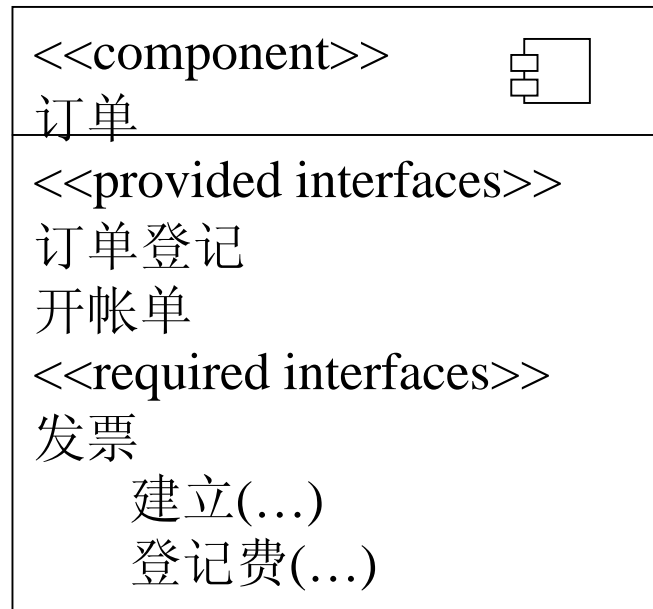 <<component>>
订单
<<provided interfaces>>
订单登记
开帐单
<<required interfaces>>
发票
建立(…)
登记费(…)